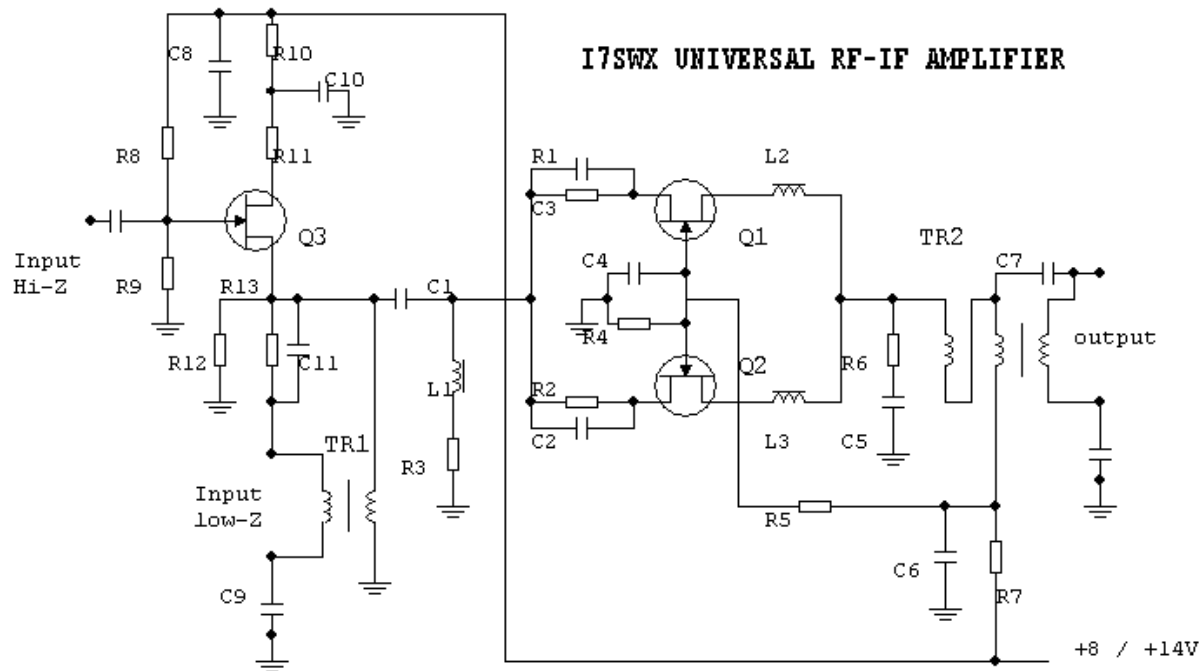 I7SWX UNIVERSAL RF-IF AMPLIFIER
C8
R10
C10
R8
R11
R1
L2
C3
Q3
Q1
TR2
Input
Hi-Z
R9
R13
C1
C4
C7
R4
output
R12
C11
L1
R2
Q2
R6
TR1
C2
L3
C5
R3
Input
low-Z
R5
C6
R7
C9
+8 / +14V